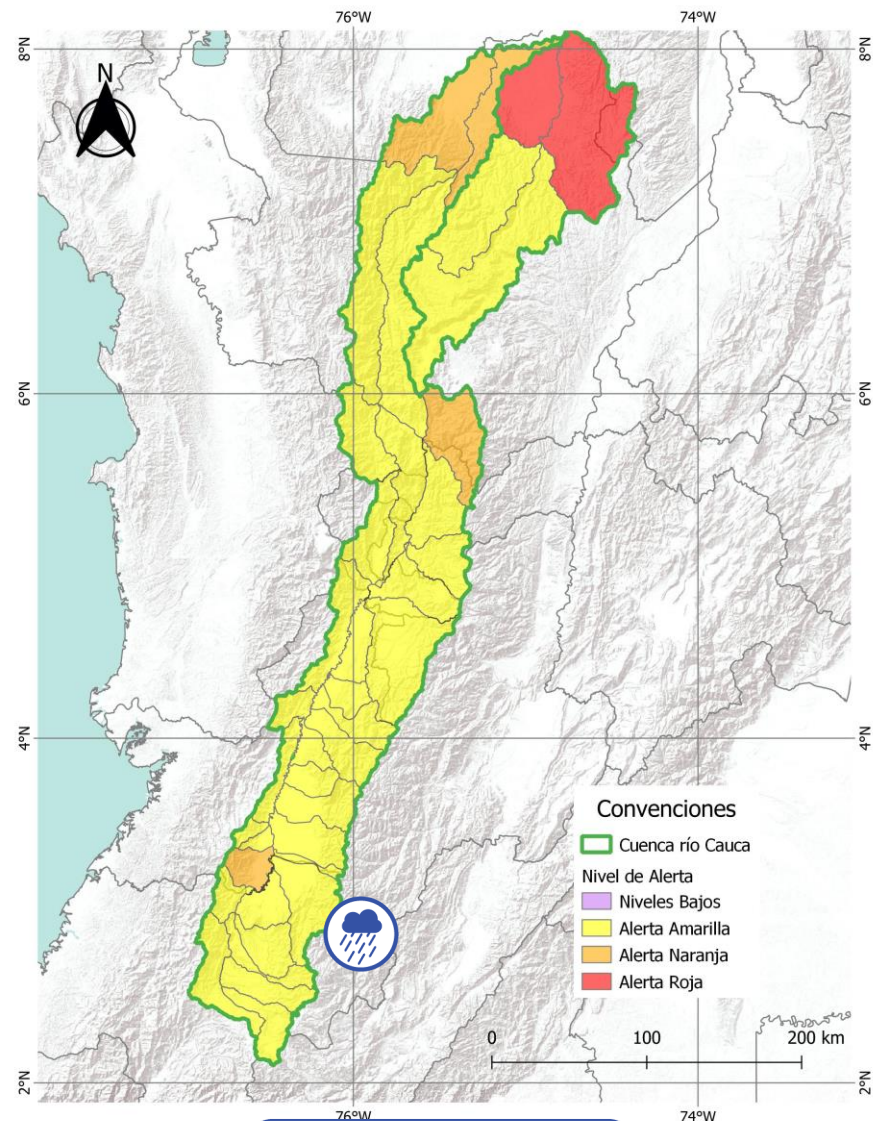 76°W
74°W
8°N
8°N
N
6°N
6°N
4°N
4°N
Convenciones
Cuenca río Cauca
Nivel de Alerta
Niveles Bajos
Alerta Amarilla
Alerta Naranja
Alerta Roja
0 100 200 km
2°N
2°N
76°W
74°W